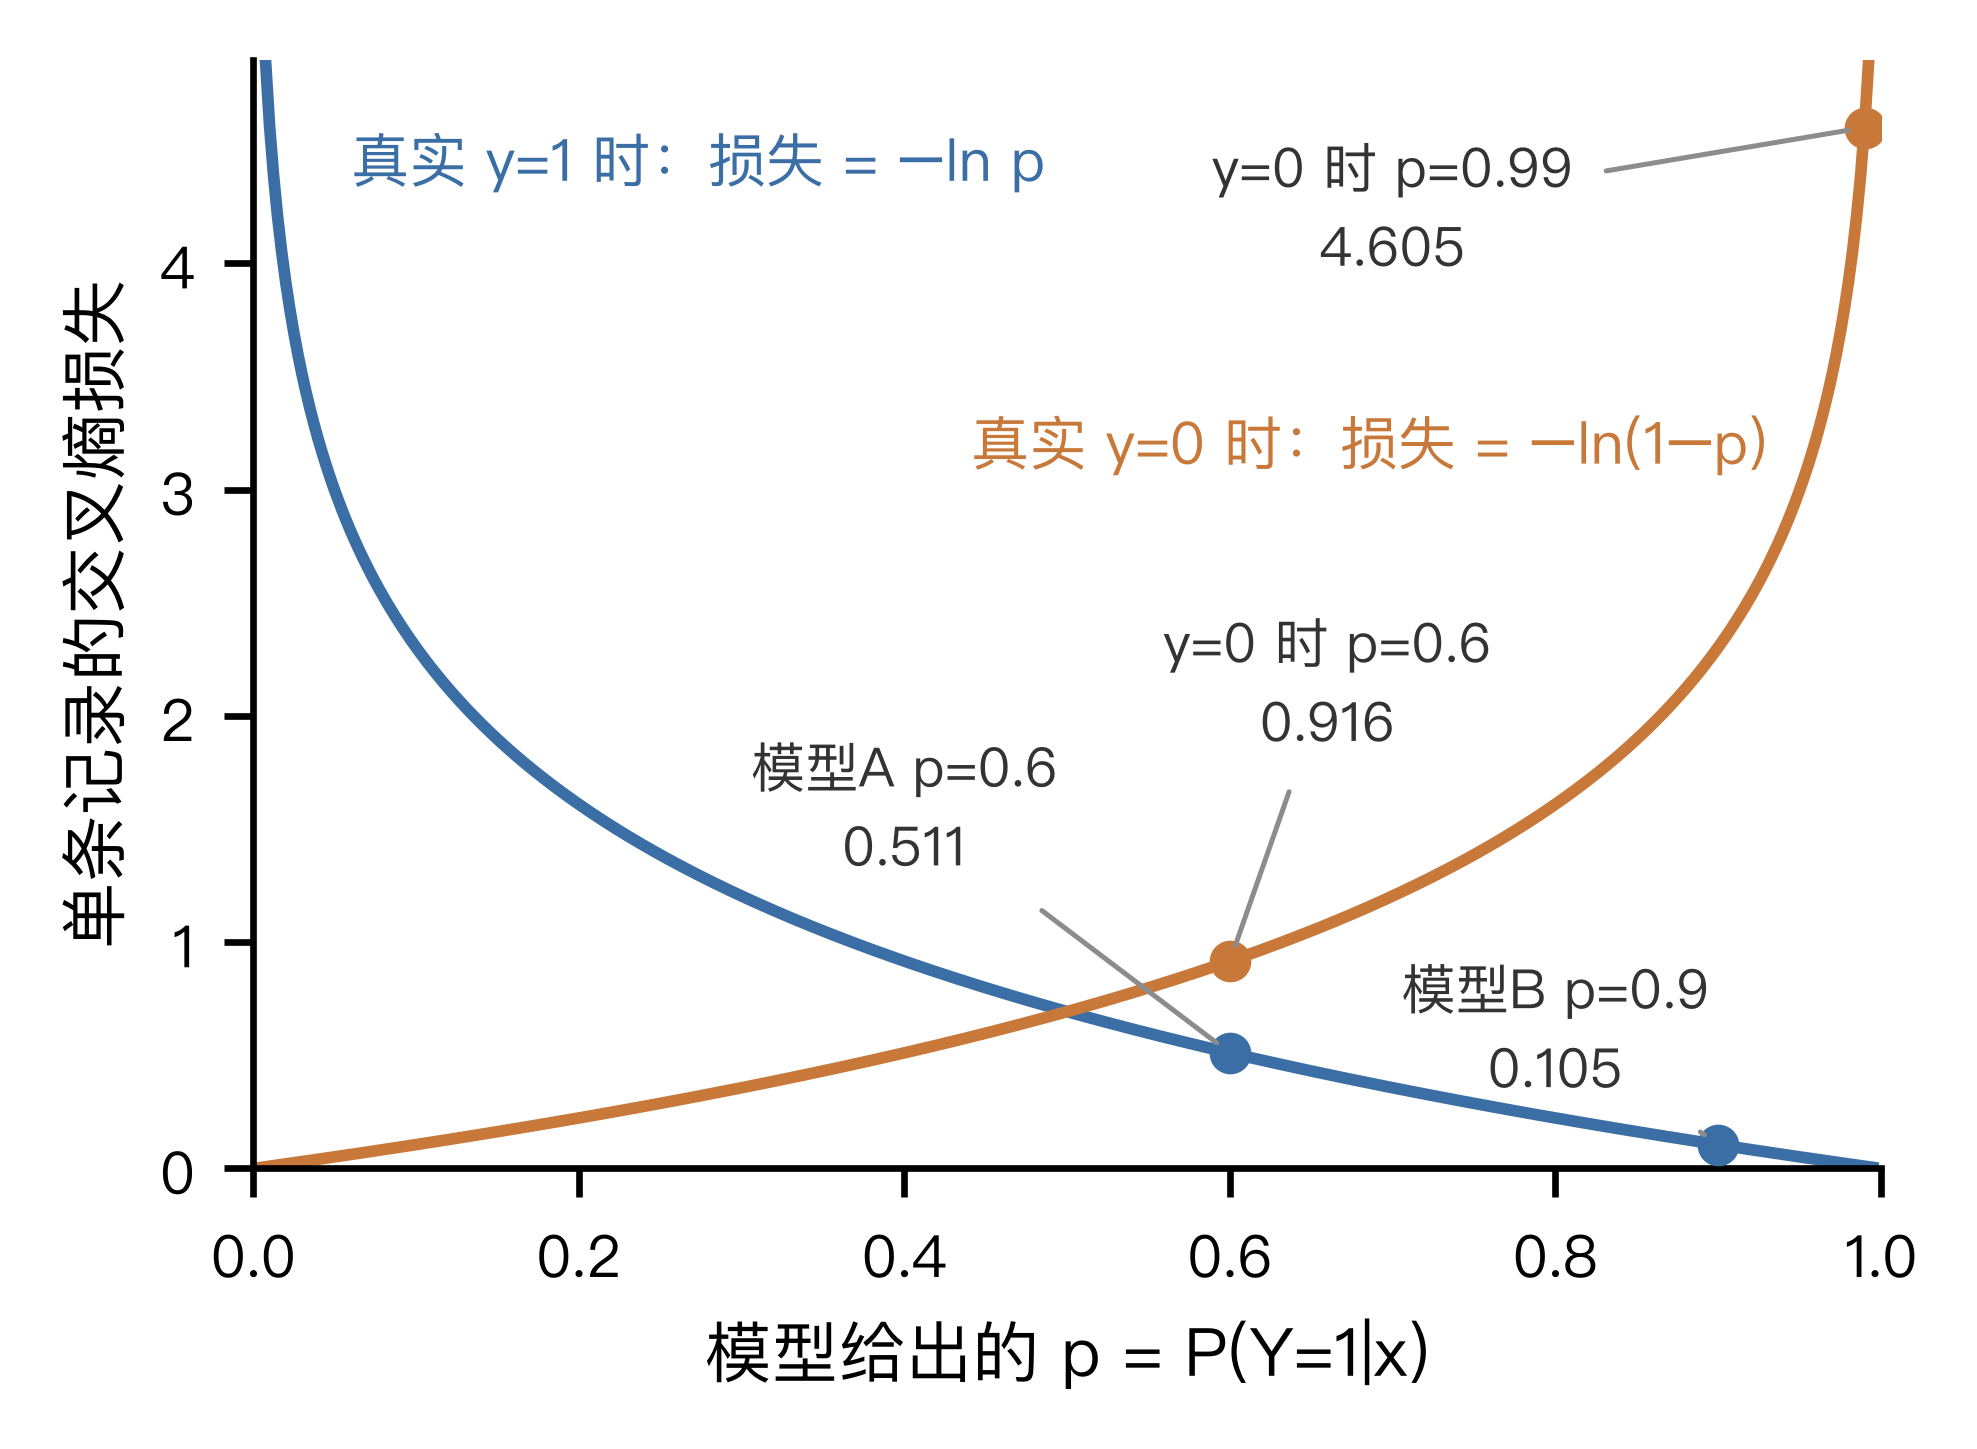 真实 y=1 时：损失 = −ln p
y=0 时 p=0.99
4.605
真实 y=0 时：损失 = −ln(1−p)
y=0 时 p=0.6
0.916
模型A p=0.6
0.511
模型B p=0.9
0.105
单条记录的交叉熵损失
4
3
2
1
0
0.0 0.2 0.4 0.6 0.8 1.0
模型给出的 p = P(Y=1|x)